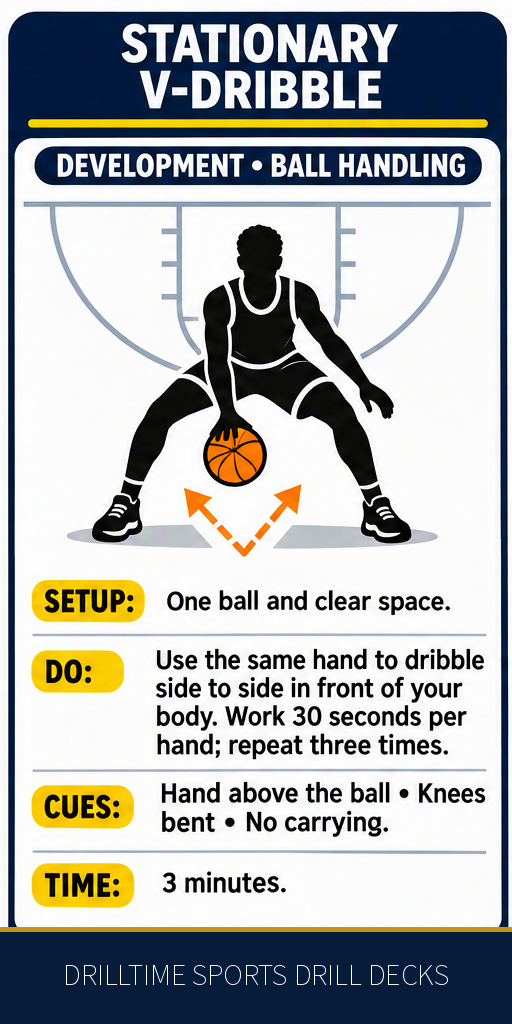 STATIONARY
V-DRIBBLE
DEVELOPMENT • BALL HANDLING
SETUP: One ball and clear space.
DO: Use the same hand to dribble
side to side in front of your
body. Work 30 seconds per
hand; repeat three times.
CUES: Hand above the ball • Knees
bent • No carrying.
TIME: 3 minutes.
DRILLTIME SPORTS DRILL DECKS